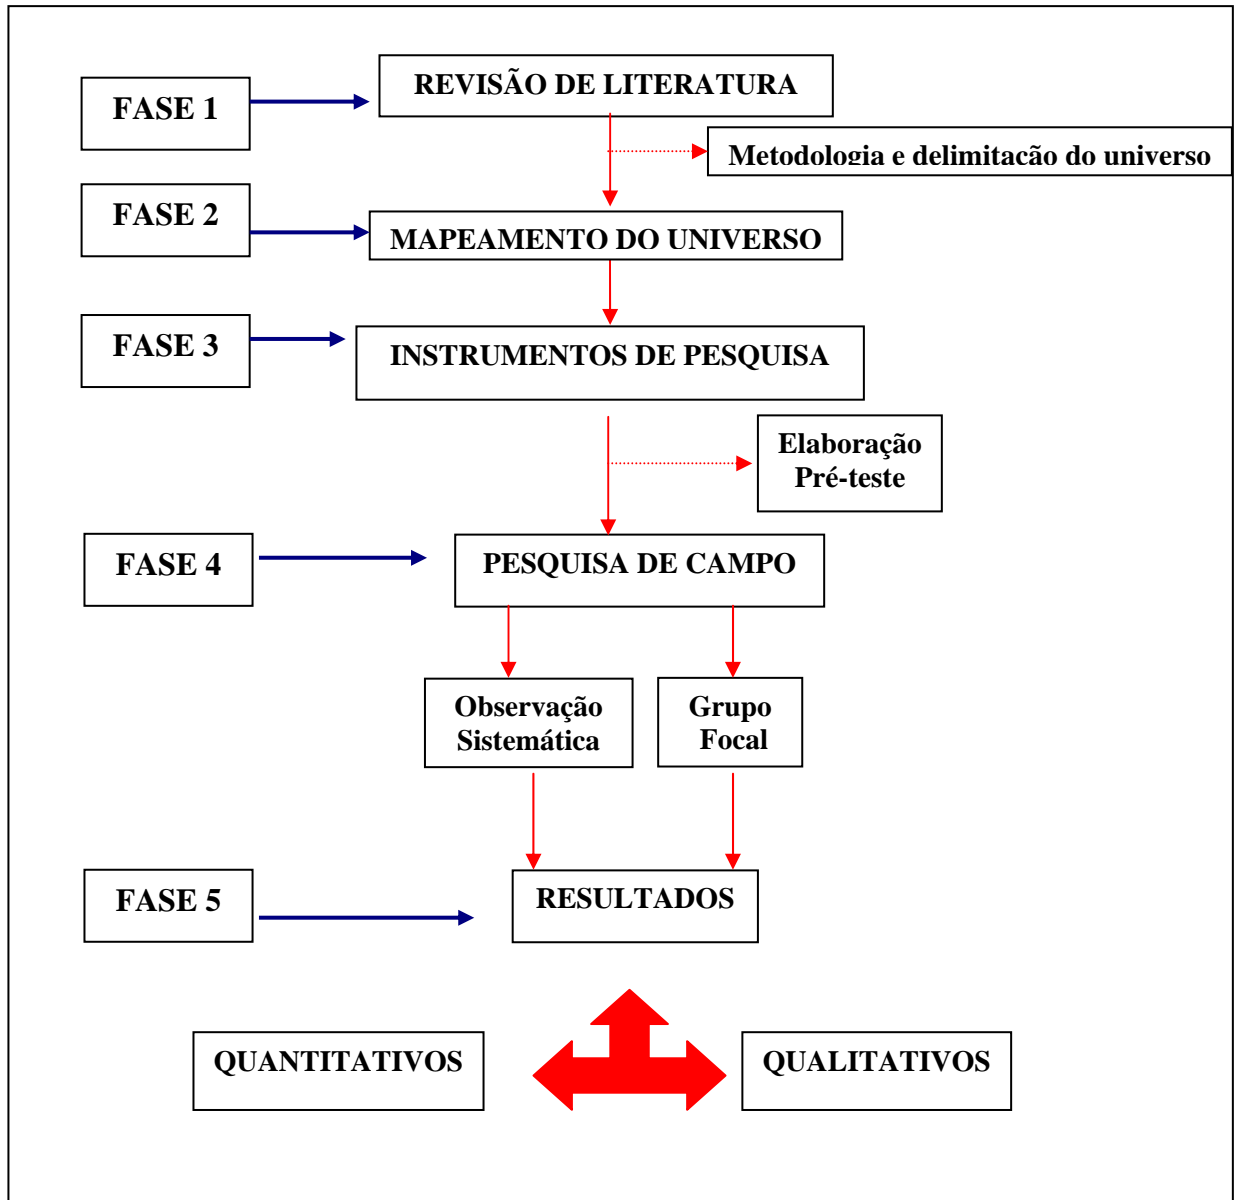 FASE 1
REVISÃO DE LITERATURA
Metodologia e delimitação do universo
FASE 2
MAPEAMENTO DO UNIVERSO
FASE 3
INSTRUMENTOS DE PESQUISA
Elaboração
Pré-teste
FASE 4
PESQUISA DE CAMPO
Observação
Sistemática
Grupo
Focal
FASE 5
RESULTADOS
QUANTITATIVOS
QUALITATIVOS